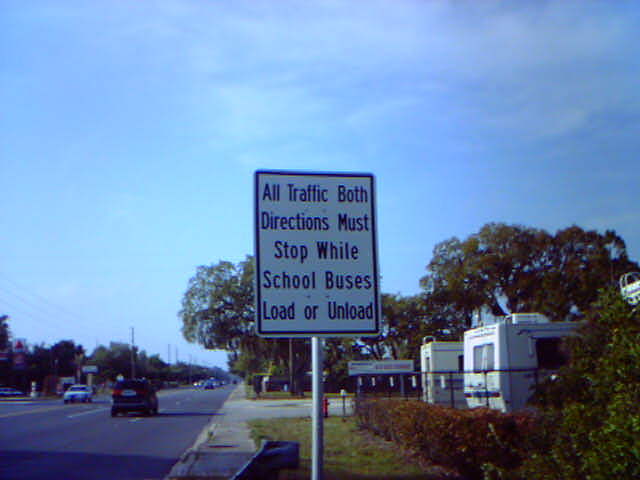 All Traffic Both
Directions Must
Stop While
School Buses
Load or Unload